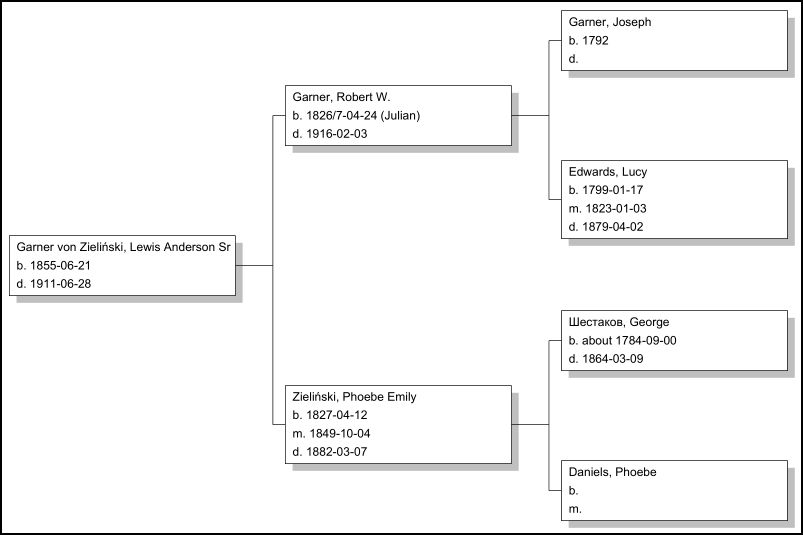 Garner, Joseph
b. 1792
d.
Garner, Robert W.
b. 1826/7-04-24 (Julian)
d. 1916-02-03
Edwards, Lucy
b. 1799-01-17
m. 1823-01-03
d. 1879-04-02
Garner von Zieliński, Lewis Anderson Sr
b. 1855-06-21
d. 1911-06-28
Шестаков, George
b. about 1784-09-00
d. 1864-03-09
Zieliński, Phoebe Emily
b. 1827-04-12
m. 1849-10-04
d. 1882-03-07
Daniels, Phoebe
b.
m.